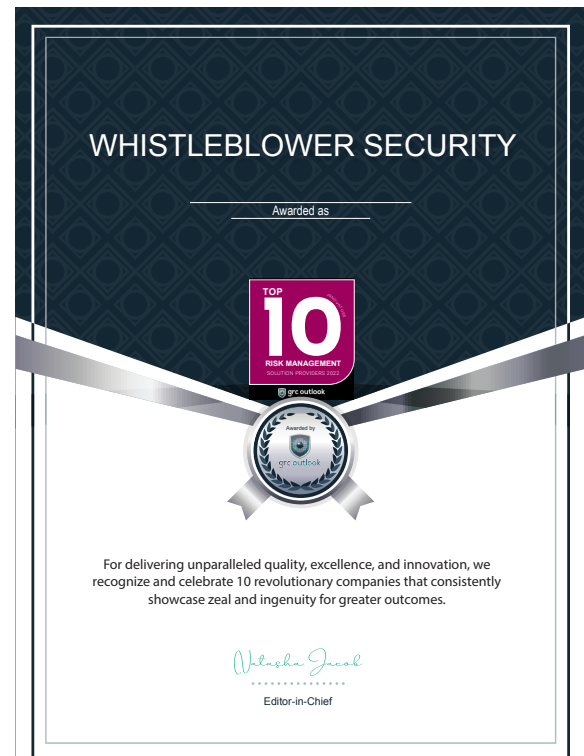 WHISTLEBLOWER SECURITY
Awarded as
TOP
10
INNOVATIVE
RISK MANAGEMENT
SOLUTION PROVIDERS 2022
grc outlook
Awarded by
grc outlook
For delivering unparalleled quality, excellence, and innovation, we
recognize and celebrate 10 revolutionary companies that consistently
showcase zeal and ingenuity for greater outcomes.
Natasha Jacob
Editor-in-Chief